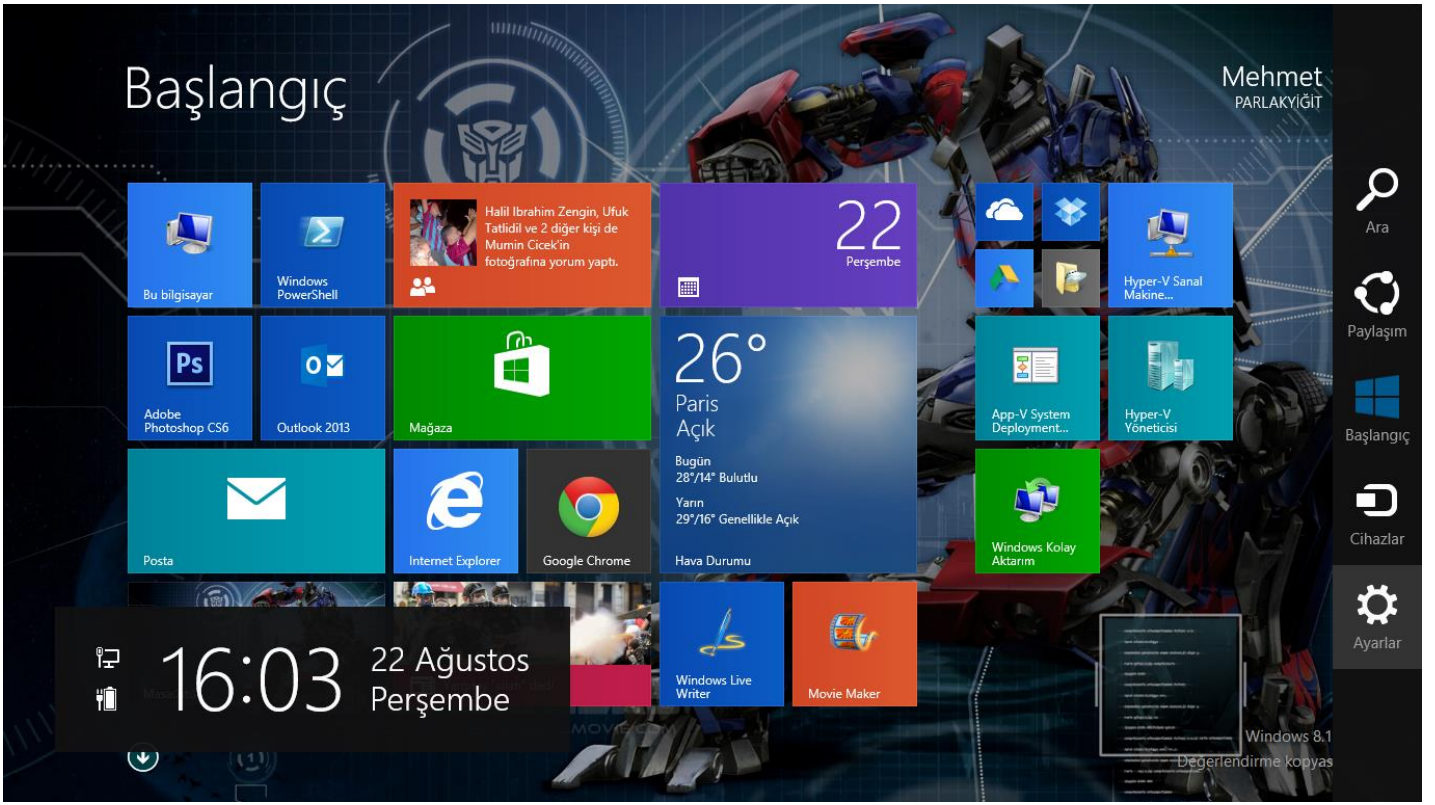 Başlangıç
Mehmet
PARLAKYİĞİT
Bu bilgisayar
Windows
PowerShell
Halil Ibrahim Zengin, Ufuk
Tatlidil ve 2 diğer kişi de
Mumin Cicek'in
fotoğrafına yorum yaptı.
22
Perşembe
Hyper-V Sanal
Makine...
Ara
Paylaşım
Ps
Adobe
Photoshop CS6
Outlook 2013
Mağaza
26°
Paris
Açık
Bugün
28°/14° Bulutlu
Yarın
29°/16° Genellikle Açık
Hava Durumu
App-V System
Deployment...
Hyper-V
Yöneticisi
Başlangıç
Posta
Internet Explorer
Google Chrome
Windows Kolay
Aktarım
Cihazlar
16:03
22 Ağustos
Perşembe
Windows Live
Writer
Movie Maker
Ayarlar
Windows 8.1
Değerlendirme kopyas